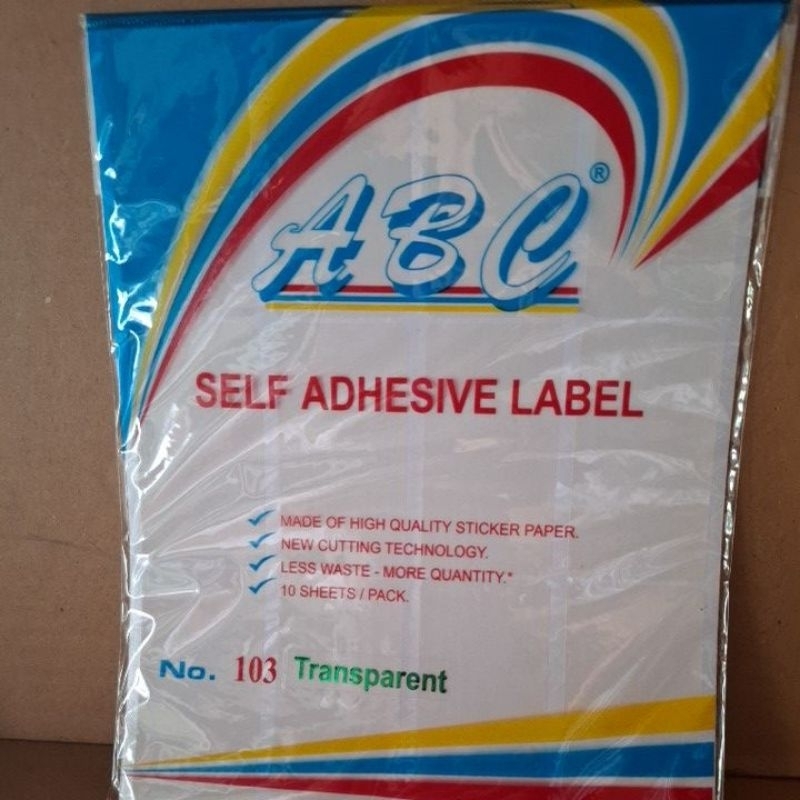 ABC®
SELF ADHESIVE LABEL
MADE OF HIGH QUALITY STICKER PAPER.
NEW CUTTING TECHNOLOGY.
LESS WASTE - MORE QUANTITY.*
10 SHEETS / PACK.
No. 103 Transparent